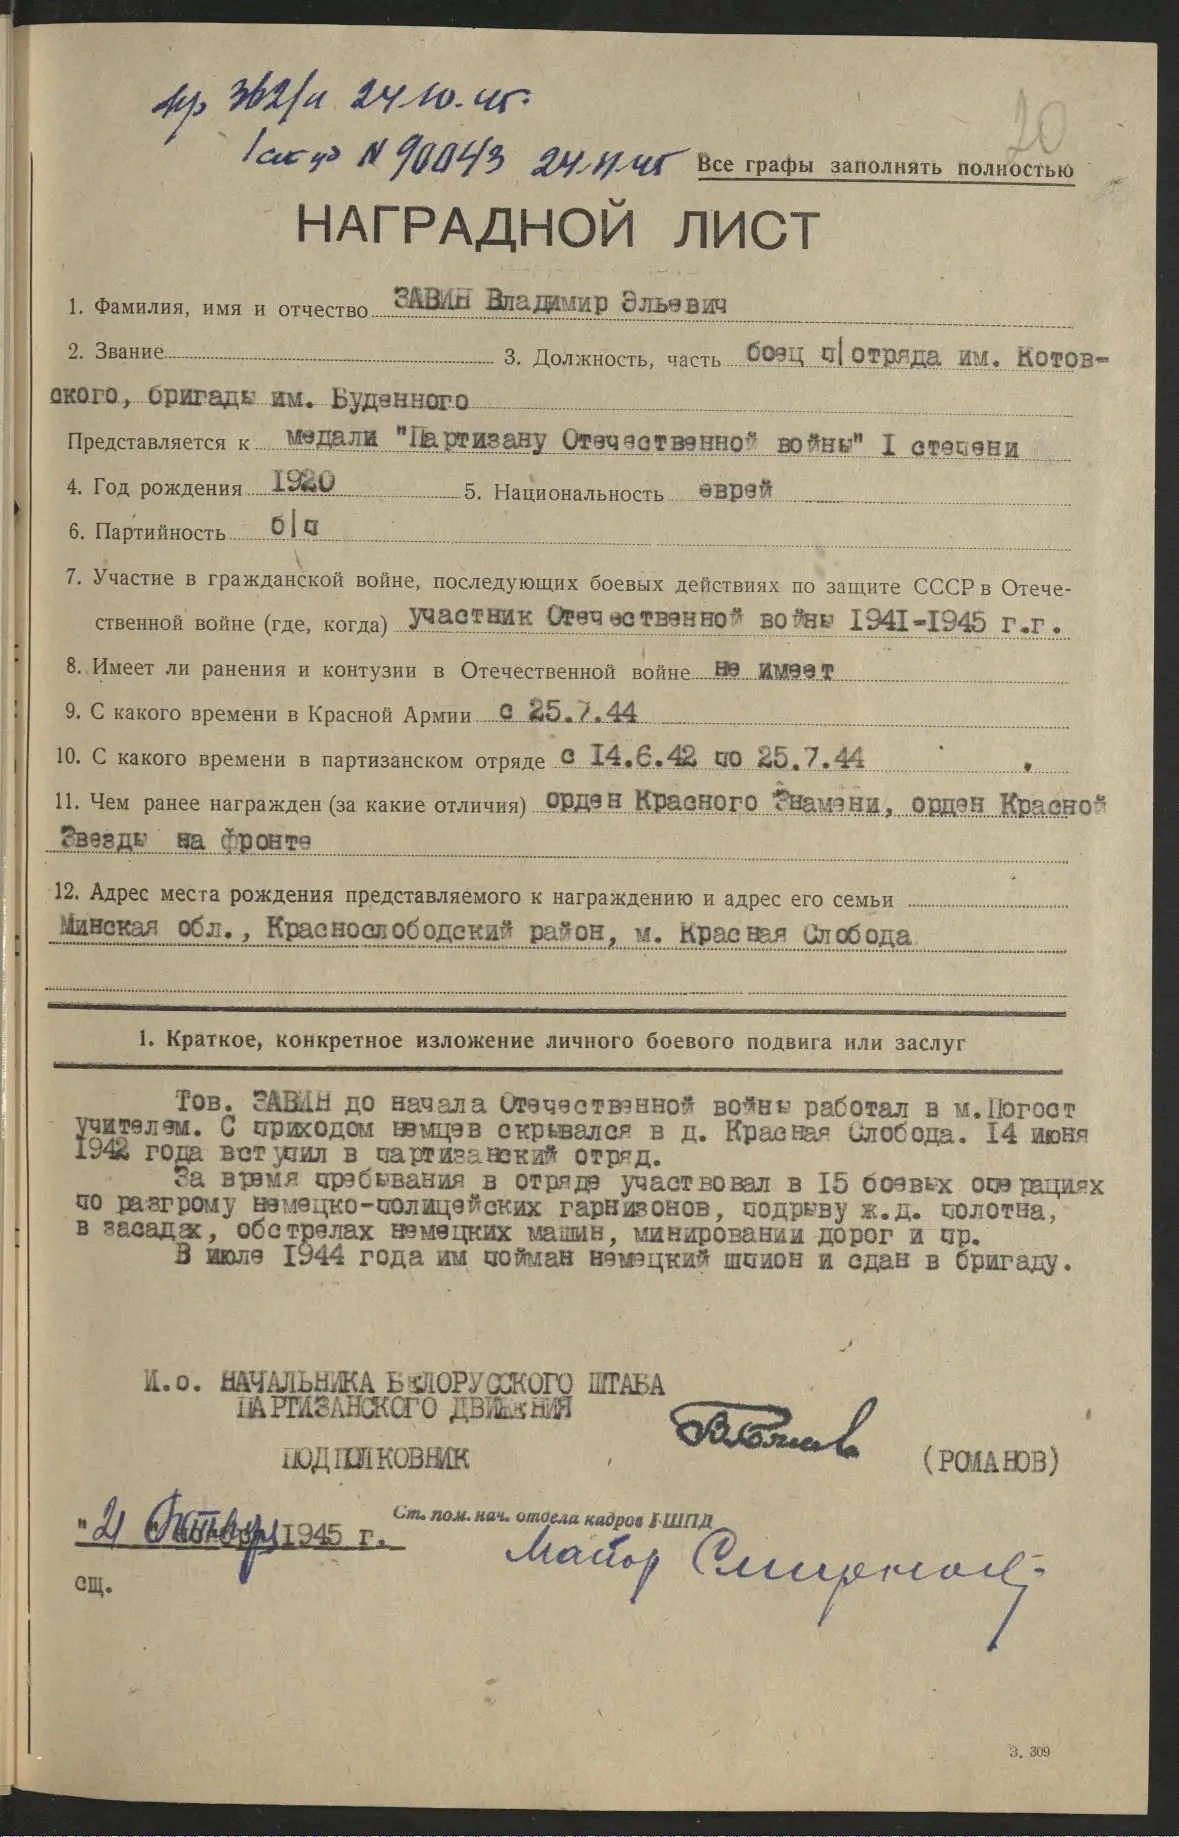 пр 362/н 24.10.45г.
N 90043 24.11.45
20
Все графы заполнять полностью
НАГРАДНОЙ ЛИСТ
1. Фамилия, имя и отчество ЗАВИН Владимир Эльевич
2. Звание 3. Должность, часть боец п|отряда им. Котов-
ского, бригады им. Буденного
Представляется к медали "Партизану Отечественной войны" I степени
4. Год рождения 1920 5. Национальность еврей
6. Партийность б|п
7. Участие в гражданской войне, последующих боевых действиях по защите СССР в Отече-
ственной войне (где, когда) участник Отечественной войны 1941-1945 г.г.
8. Имеет ли ранения и контузии в Отечественной войне не имеет
9. С какого времени в Красной Армии с 25.7.44
10. С какого времени в партизанском отряде с 14.6.42 по 25.7.44
11. Чем ранее награжден (за какие отличия) орден Красного Знамени, орден Красной
Звезды на фронте
12. Адрес места рождения представляемого к награждению и адрес его семьи
Минская обл., Краснослободский район, м. Красная Слобода
1. Краткое, конкретное изложение личного боевого подвига или заслуг
Тов. ЗАВИН до начала Отечественной войны работал в м.Погост
учителем. С приходом немцев скрывался в д. Красная Слобода. 14 июня
1942 года вступил в партизанский отряд.
За время пребывания в отряде участвовал в 15 боевых операциях
по разгрому немецко-полицейских гарнизонов, подрыву ж.д. полотна,
в засадах, обстрелах немецких машин, минировании дорог и пр.
В июле 1944 года им пойман немецкий шпион и сдан в бригаду.
И.о. НАЧАЛЬНИКА БЕЛОРУССКОГО ШТАБА
ПАРТИЗАНСКОГО ДВИЖЕНИЯ
ПОДПОЛКОВНИК (РОМАНОВ)
Ст. пом. нач. отдела кадров БШПД
"21" октября 1945 г.
Майор Смирнов
сщ.
З. 309